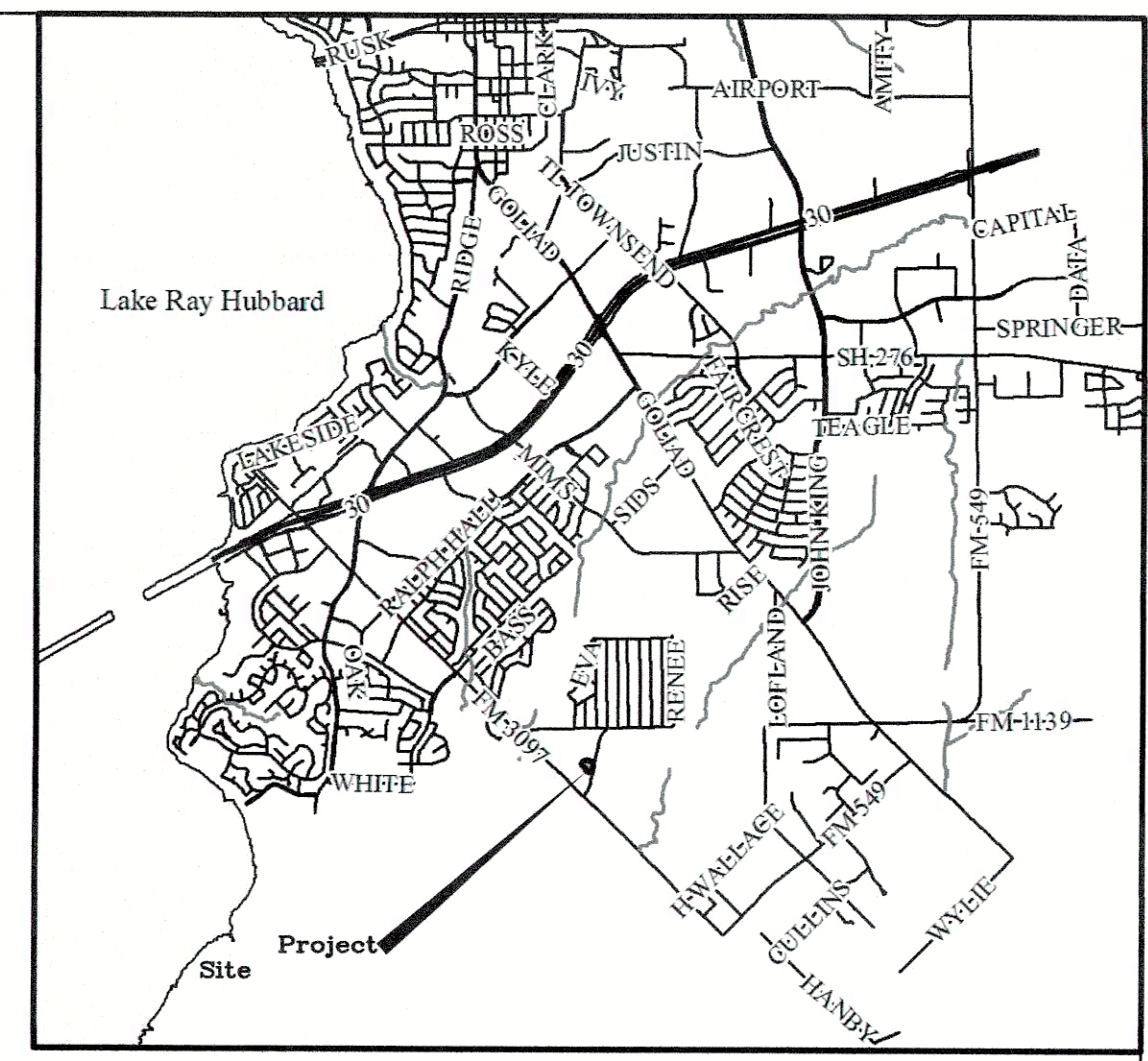 RUSK
CLARK
IVY
AIRPORT
AMITY
ROSS
JUSTIN
TL TOWNSEND
GOLIAD
RIDGE
30
CAPITAL
DATA
Lake Ray Hubbard
SPRINGER
KYLE
30
SH 276
FAIRCREST
GOLIAD
TEAGLE
LAKESIDE
MIMS
SIDS
JOHN KING
FM-549
30
RALPH HALL
RISE
BASS
OAK
EVA
RENEE
LOFLAND
FM-3097
FM-1139
WHITE
H WALLACE
FM-549
CULLINS
WYLIE
HANBY
Project
Site